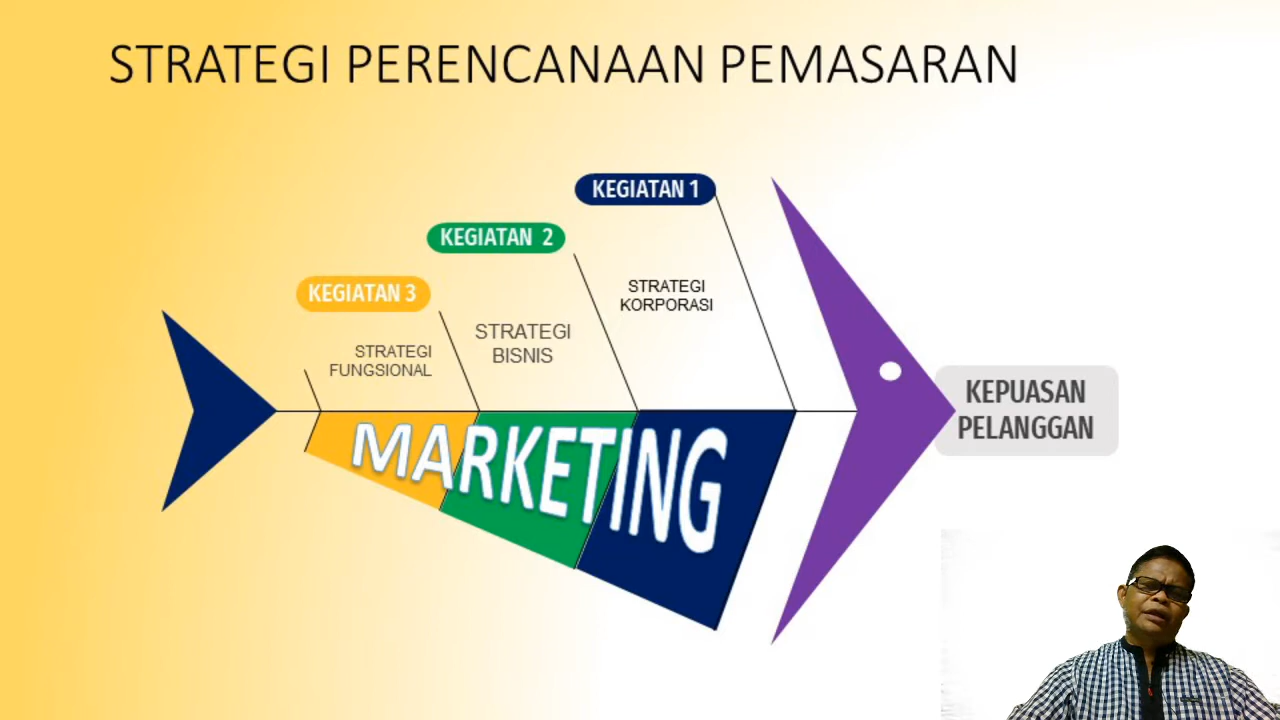 STRATEGI PERENCANAAN PEMASARAN
KEGIATAN 1
KEGIATAN 2
KEGIATAN 3
STRATEGI
KORPORASI
STRATEGI
BISNIS
STRATEGI
FUNGSIONAL
MARKETING
KEPUASAN
PELANGGAN